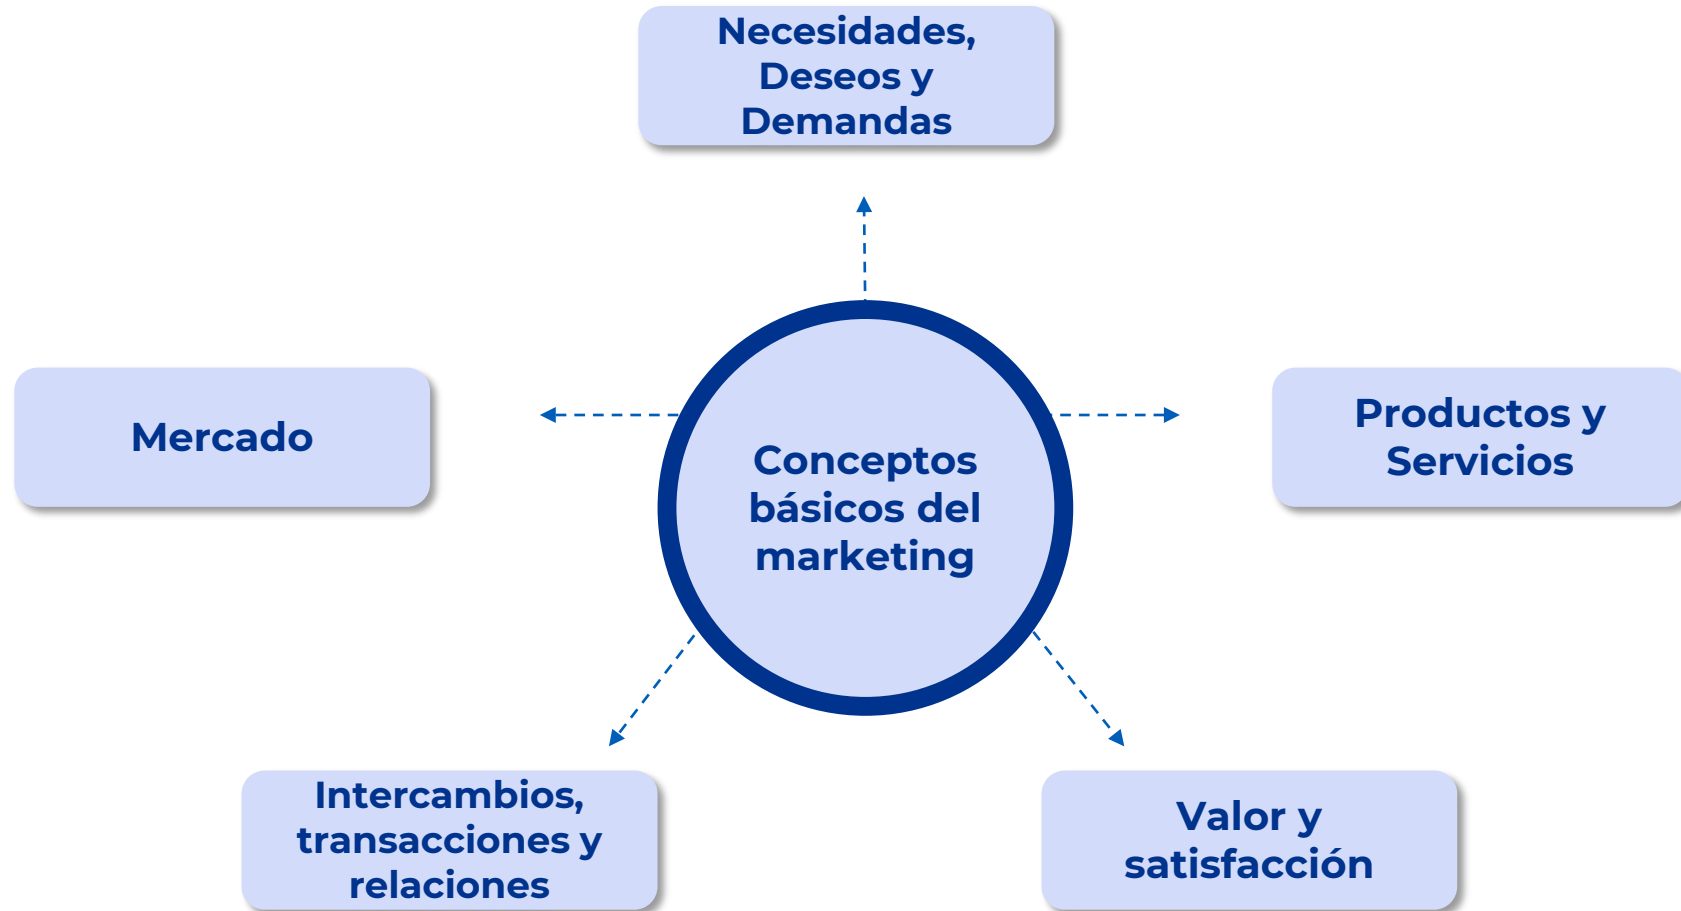 Necesidades,
Deseos y
Demandas
Mercado
Productos y
Servicios
Conceptos
básicos del
marketing
Intercambios,
transacciones y
relaciones
Valor y
satisfacción